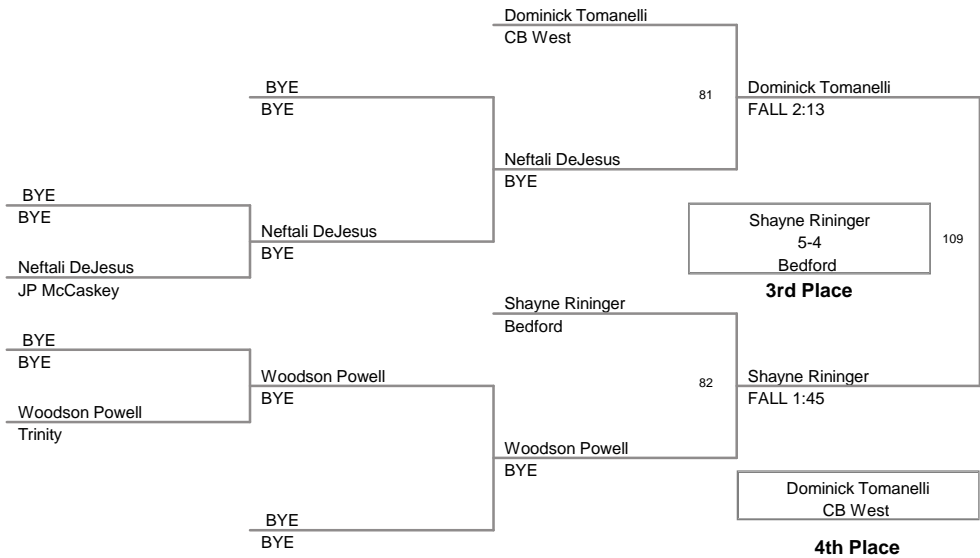 Dominick Tomanelli
CB West
BYE
BYE
81
Dominick Tomanelli
FALL 2:13
Neftali DeJesus
BYE
BYE
BYE
Neftali DeJesus
BYE
Shayne Rininger
5-4
Bedford
109
3rd Place
Neftali DeJesus
JP McCaskey
Shayne Rininger
Bedford
BYE
BYE
Woodson Powell
BYE
82
Shayne Rininger
FALL 1:45
Woodson Powell
Trinity
Woodson Powell
BYE
Dominick Tomanelli
CB West
4th Place
BYE
BYE